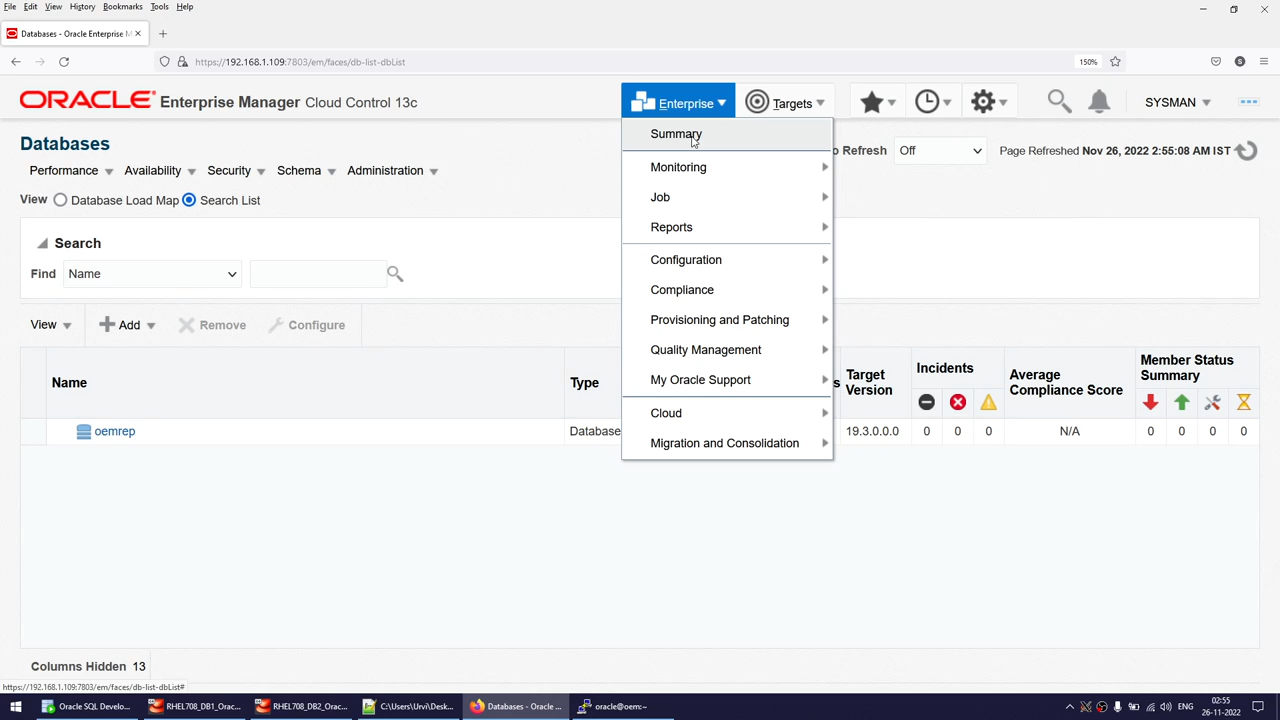 File Edit View History Bookmarks Tools Help
Databases - Oracle Enterprise M
https://192.168.1.109:7803/em/faces/db-list-dbList 150%
ORACLE Enterprise Manager Cloud Control 13c Enterprise Targets SYSMAN
Databases
o Refresh Off Page Refreshed Nov 26, 2022 2:55:08 AM IST
Performance Availability Security Schema Administration
View Database Load Map Search List
Search
Find Name
View Add Remove Configure
Summary
Monitoring
Job
Reports
Configuration
Compliance
Provisioning and Patching
Quality Management
My Oracle Support
Cloud
Migration and Consolidation
Name Type s Target Version Incidents Average Compliance Score Member Status Summary
oemrep Database 19.3.0.0.0 0 0 0 N/A 0 0 0 0
Columns Hidden 13
https://192.168.1.109:7803/em/faces/db-list-dbList#
Oracle SQL Develo... RHEL708_DB1_Orac... RHEL708_DB2_Orac... C:\Users\Urvi\Desk... Databases - Oracle ... oracle@oem:~
02:55
26-11-2022